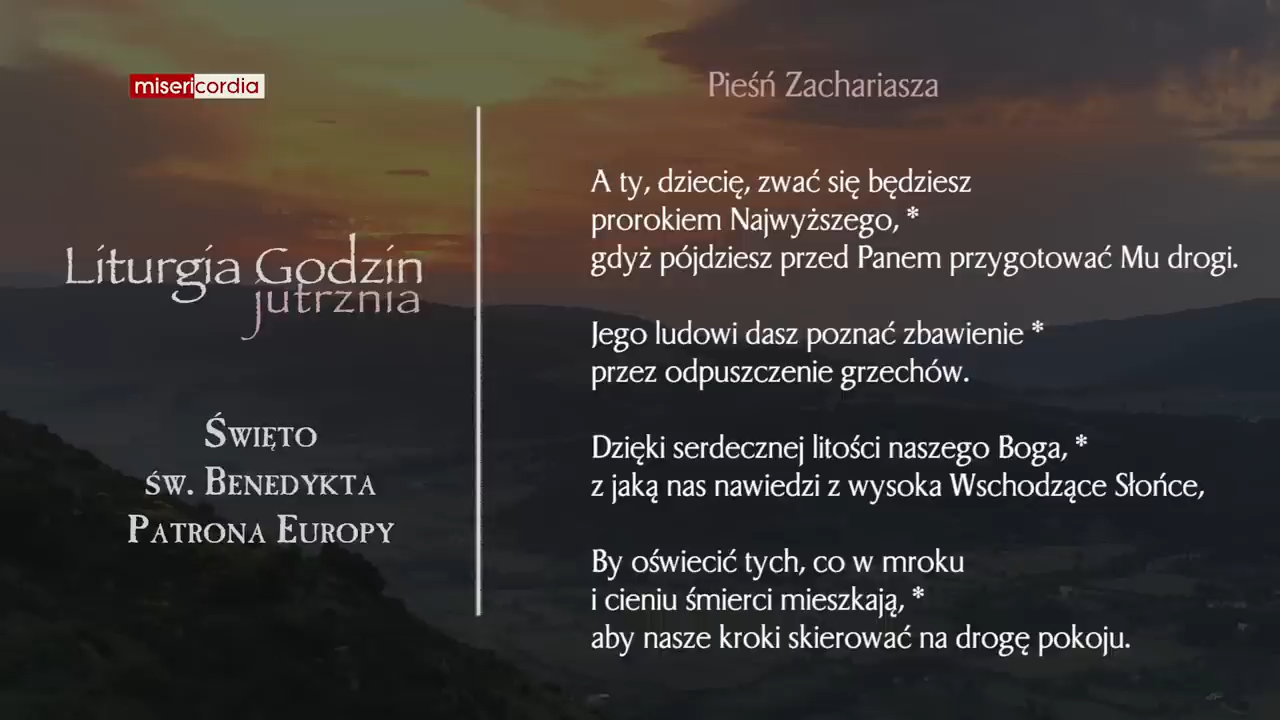 misericordia
Liturgia Godzin
jutrznia
Święto
św. Benedykta
Patrona Europy
Pieśń Zachariasza
A ty, dziecię, zwać się będziesz
prorokiem Najwyższego, *
gdyż pójdziesz przed Panem przygotować Mu drogi.
Jego ludowi dasz poznać zbawienie *
przez odpuszczenie grzechów.
Dzięki serdecznej litości naszego Boga, *
z jaką nas nawiedzi z wysoka Wschodzące Słońce,
By oświecić tych, co w mroku
i cieniu śmierci mieszkają, *
aby nasze kroki skierować na drogę pokoju.